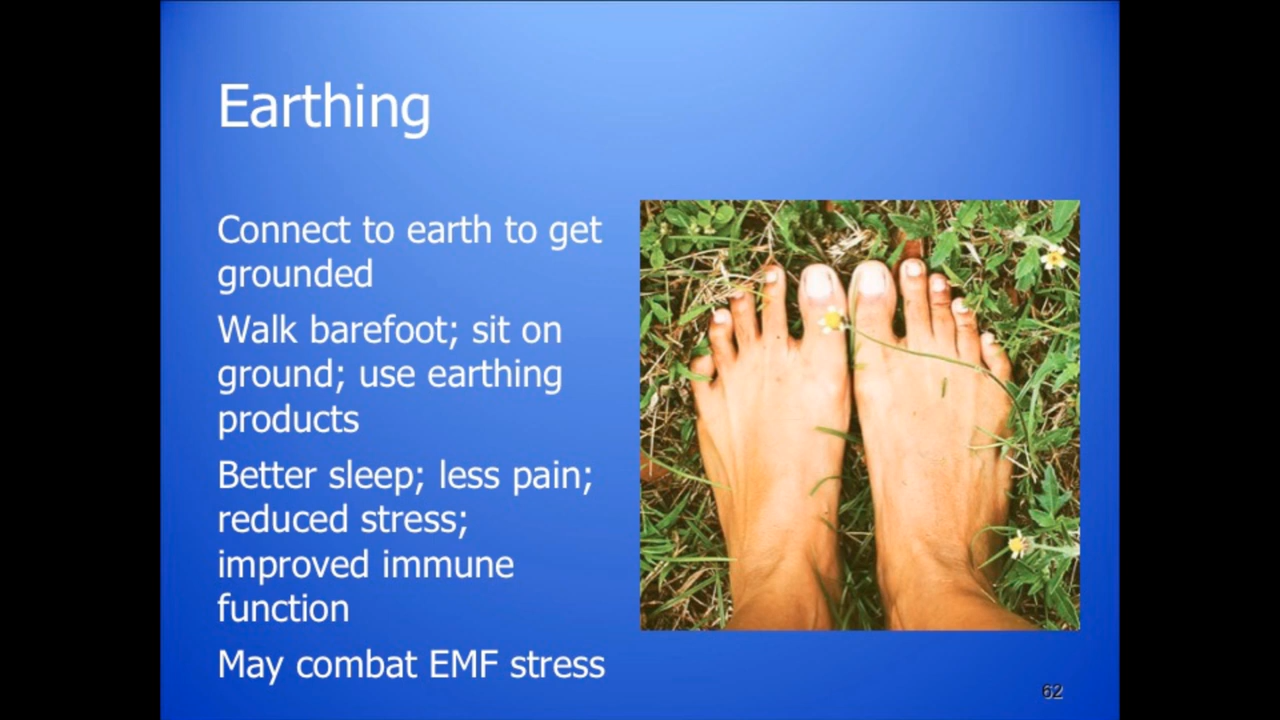 Earthing
Connect to earth to get
grounded
Walk barefoot; sit on
ground; use earthing
products
Better sleep; less pain;
reduced stress;
improved immune
function
May combat EMF stress
62